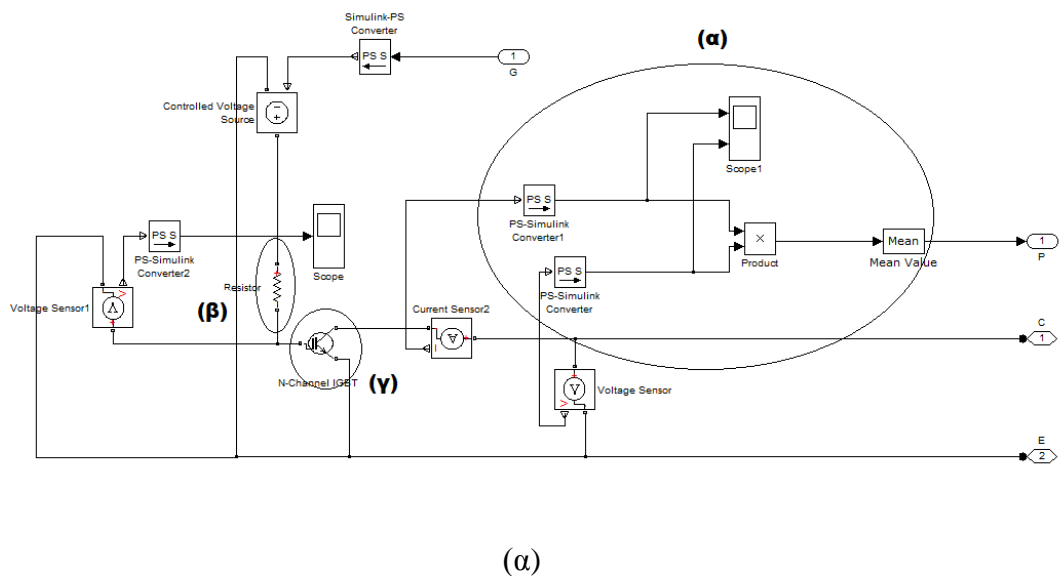 Simulink-PS
Converter
PS S
1
G
(α)
Controlled Voltage
Source
Scope1
PS S
PS-Simulink
Converter1
PS S
PS-Simulink
Converter2
Scope
×
Product
Mean
Mean Value
1
P
PS S
PS-Simulink
Converter
Resistor
(β)
Voltage Sensor1
V
Current Sensor2
A
I
C
1
N-Channel IGBT
(γ)
V
Voltage Sensor
E
2
(α)